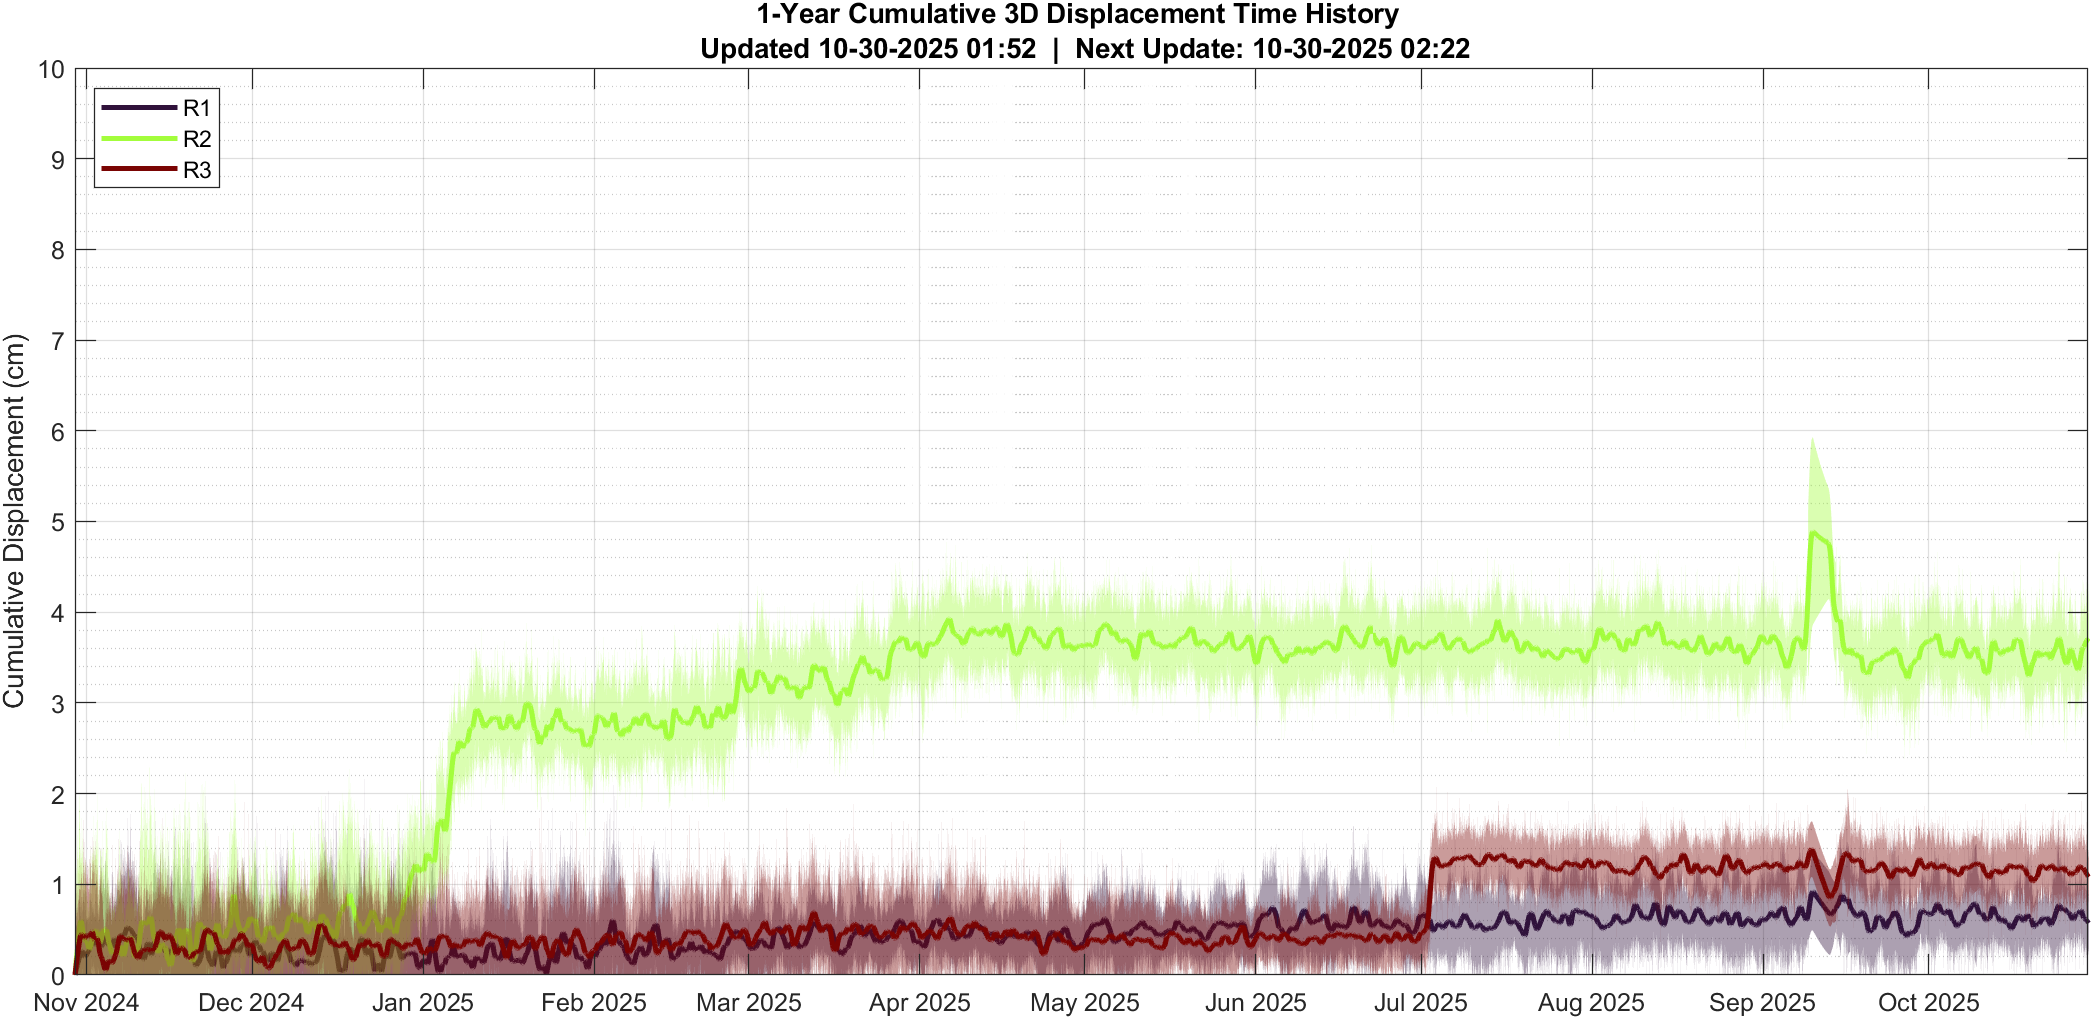 1-Year Cumulative 3D Displacement Time History
Updated 10-30-2025 01:52 | Next Update: 10-30-2025 02:22
R1
R2
R3
Cumulative Displacement (cm)
10
9
8
7
6
5
4
3
2
1
0
Nov 2024
Dec 2024
Jan 2025
Feb 2025
Mar 2025
Apr 2025
May 2025
Jun 2025
Jul 2025
Aug 2025
Sep 2025
Oct 2025